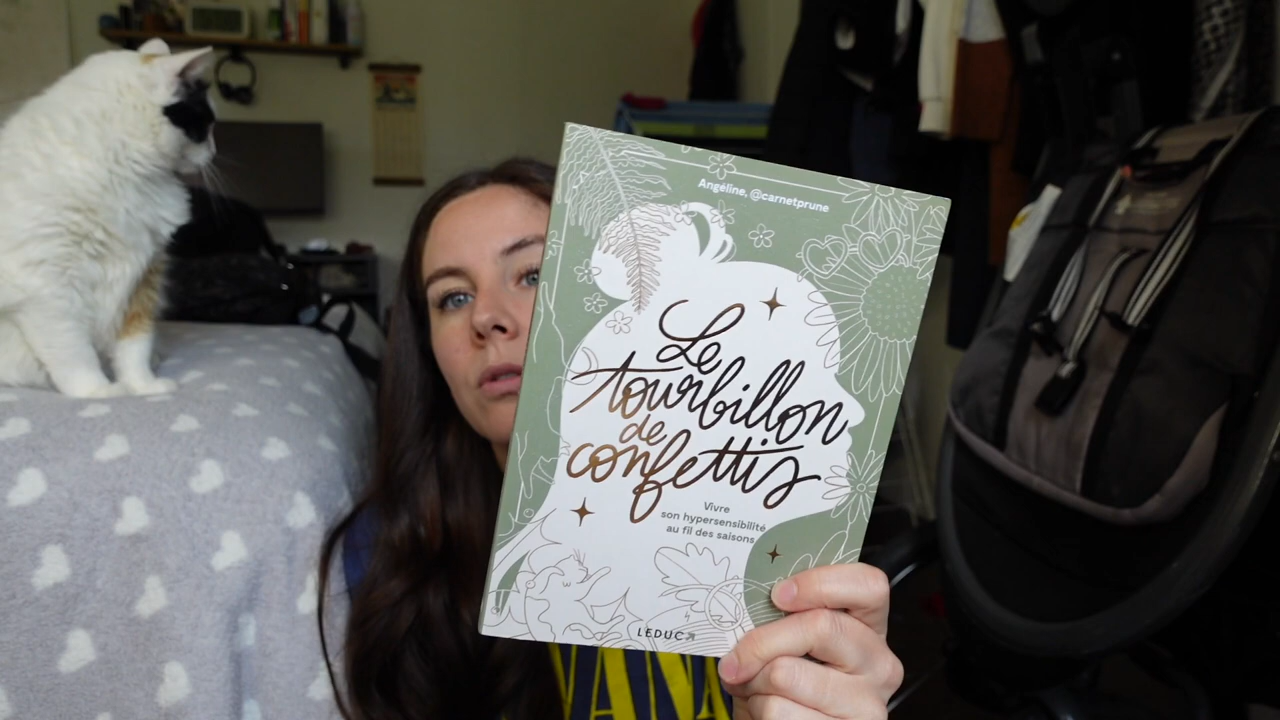 Angéline, @carnetprune
Le
tourbillon
de
confettis
Vivre
son hypersensibilité
au fil des saisons
LEDUC